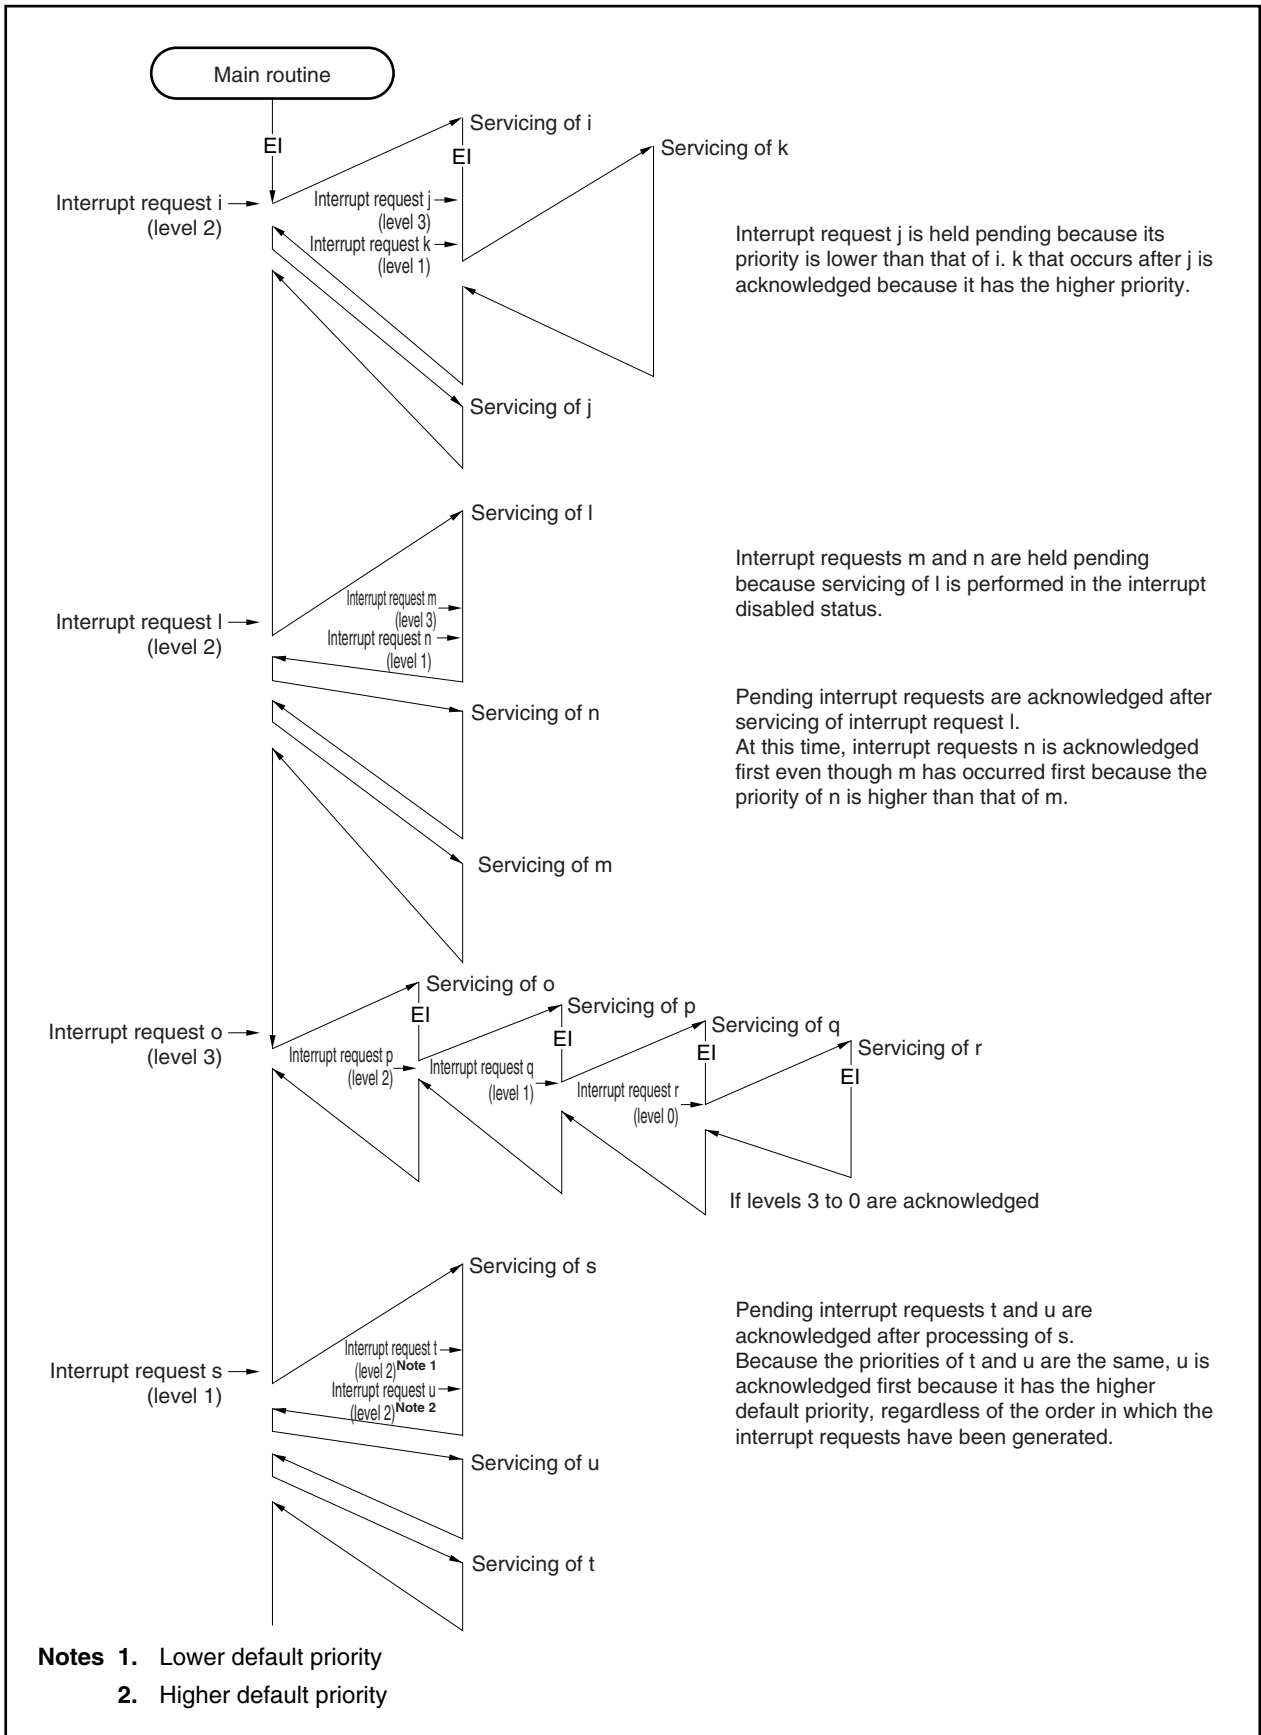 Main routine
EI
Servicing of i
EI
Servicing of k
Interrupt request i
(level 2)
Interrupt request j
(level 3)
Interrupt request k
(level 1)
Interrupt request j is held pending because its
priority is lower than that of i. k that occurs after j is
acknowledged because it has the higher priority.
Servicing of j
Servicing of l
Interrupt request l
(level 2)
Interrupt request m
(level 3)
Interrupt request n
(level 1)
Interrupt requests m and n are held pending
because servicing of l is performed in the interrupt
disabled status.
Servicing of n
Pending interrupt requests are acknowledged after
servicing of interrupt request l.
At this time, interrupt requests n is acknowledged
first even though m has occurred first because the
priority of n is higher than that of m.
Servicing of m
Interrupt request o
(level 3)
Servicing of o
EI
Interrupt request p
(level 2)
Servicing of p
EI
Interrupt request q
(level 1)
Servicing of q
EI
Interrupt request r
(level 0)
Servicing of r
EI
If levels 3 to 0 are acknowledged
Servicing of s
Interrupt request s
(level 1)
Interrupt request t
(level 2)Note 1
Interrupt request u
(level 2)Note 2
Pending interrupt requests t and u are
acknowledged after processing of s.
Because the priorities of t and u are the same, u is
acknowledged first because it has the higher
default priority, regardless of the order in which the
interrupt requests have been generated.
Servicing of u
Servicing of t
Notes 1. Lower default priority
2. Higher default priority